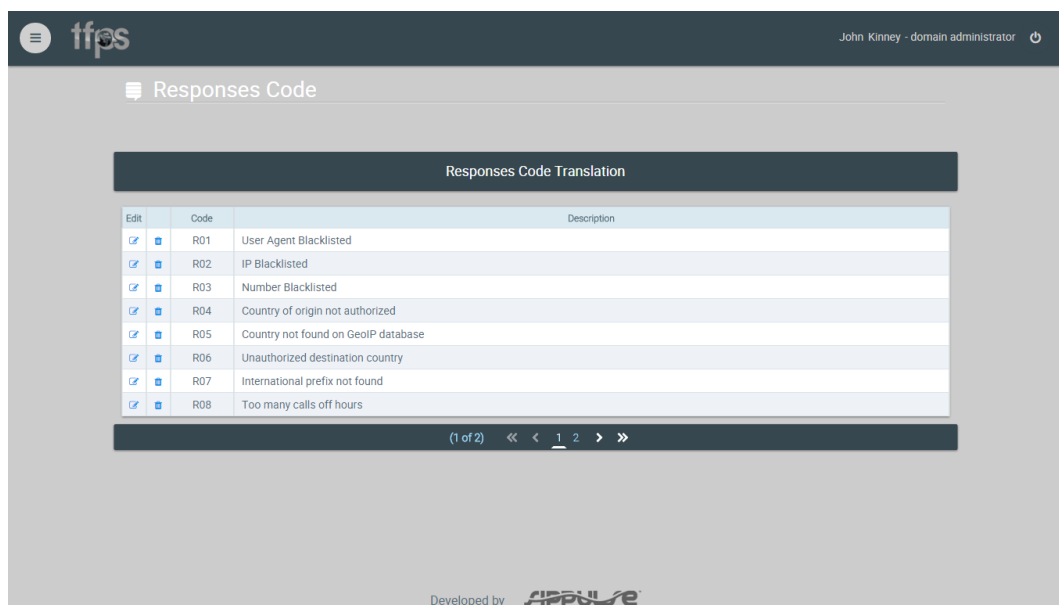 tfps
John Kinney - domain administrator
Responses Code
Responses Code Translation
Edit Code Description
R01 User Agent Blacklisted
R02 IP Blacklisted
R03 Number Blacklisted
R04 Country of origin not authorized
R05 Country not found on GeoIP database
R06 Unauthorized destination country
R07 International prefix not found
R08 Too many calls off hours
(1 of 2) 1 2
Developed by SIPPULSE